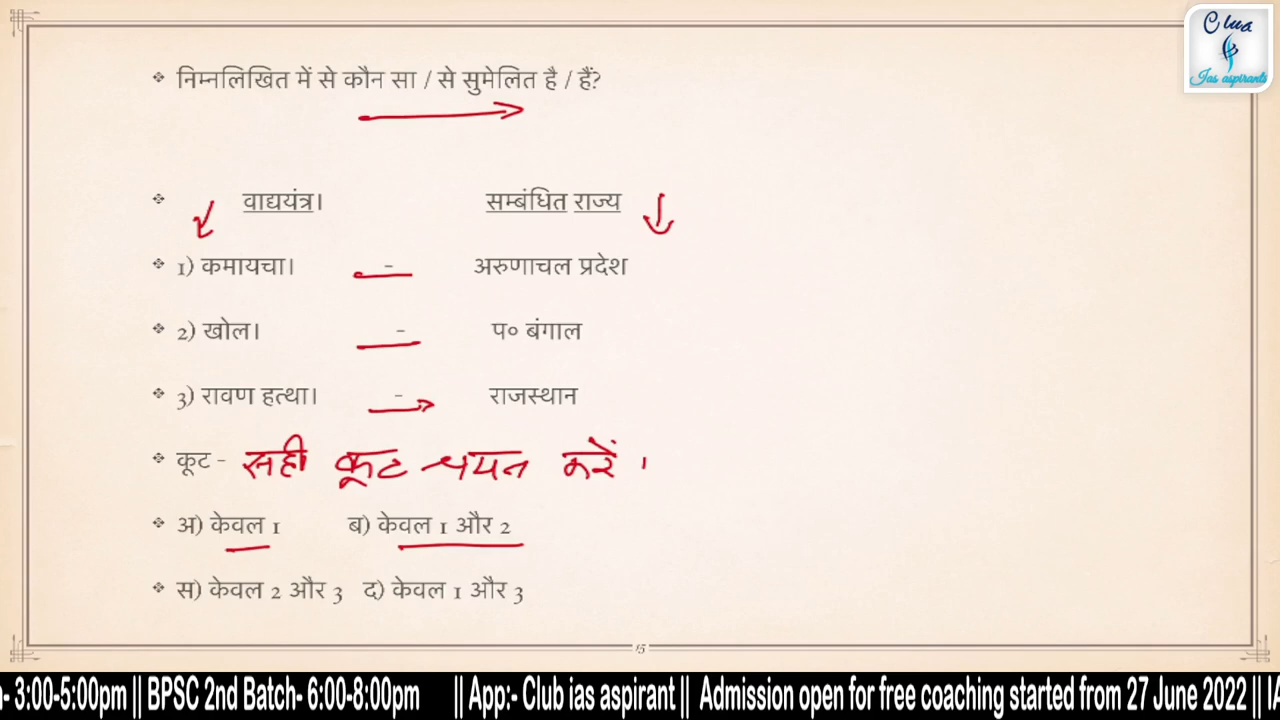 Club
Ias aspirants
❖ निम्नलिखित में से कौन सा / से सुमेलित है / हैं?
❖ वाद्ययंत्र। सम्बंधित राज्य
❖ 1) कमायचा। - अरुणाचल प्रदेश
❖ 2) खोल। - प० बंगाल
❖ 3) रावण हत्था। - राजस्थान
❖ कूट - सही कूट चयन करें ।
❖ अ) केवल 1 ब) केवल 1 और 2
❖ स) केवल 2 और 3 द) केवल 1 और 3
- 3:00-5:00pm || BPSC 2nd Batch- 6:00-8:00pm || App:- Club ias aspirant || Admission open for free coaching started from 27 June 2022 ||